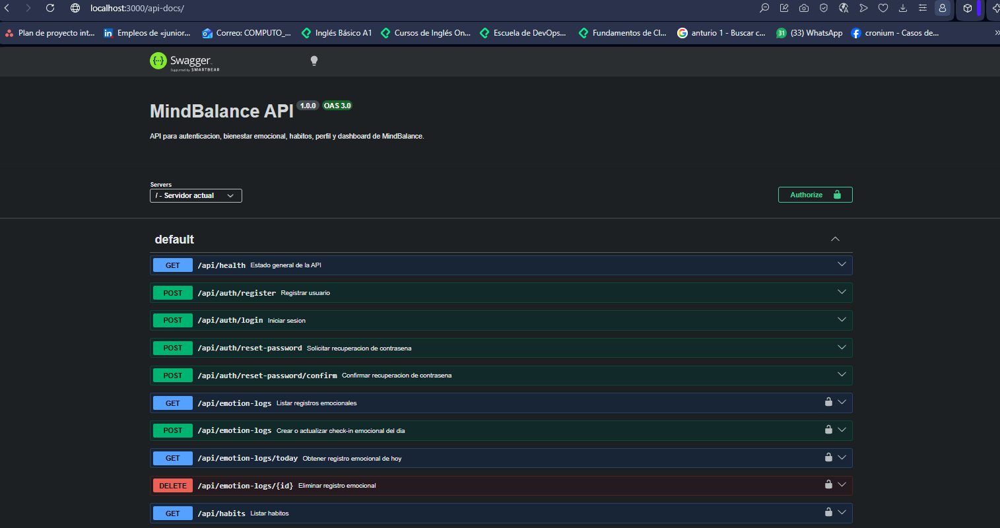 localhost:3000/api-docs/
Plan de proyecto int... Empleos de «junior... Correo: COMPUTO_... Inglés Básico A1 Cursos de Inglés On... Escuela de DevOps... Fundamentos de Cl... anturio 1 - Buscar c... 31 (33) WhatsApp cronium - Casos de...
Swagger
Supported by SMARTBEAR
MindBalance API 1.0.0 OAS 3.0
API para autenticacion, bienestar emocional, habitos, perfil y dashboard de MindBalance.
Servers
/ - Servidor actual
Authorize
default
GET /api/health Estado general de la API
POST /api/auth/register Registrar usuario
POST /api/auth/login Iniciar sesion
POST /api/auth/reset-password Solicitar recuperacion de contrasena
POST /api/auth/reset-password/confirm Confirmar recuperacion de contrasena
GET /api/emotion-logs Listar registros emocionales
POST /api/emotion-logs Crear o actualizar check-in emocional del dia
GET /api/emotion-logs/today Obtener registro emocional de hoy
DELETE /api/emotion-logs/{id} Eliminar registro emocional
GET /api/habits Listar habitos